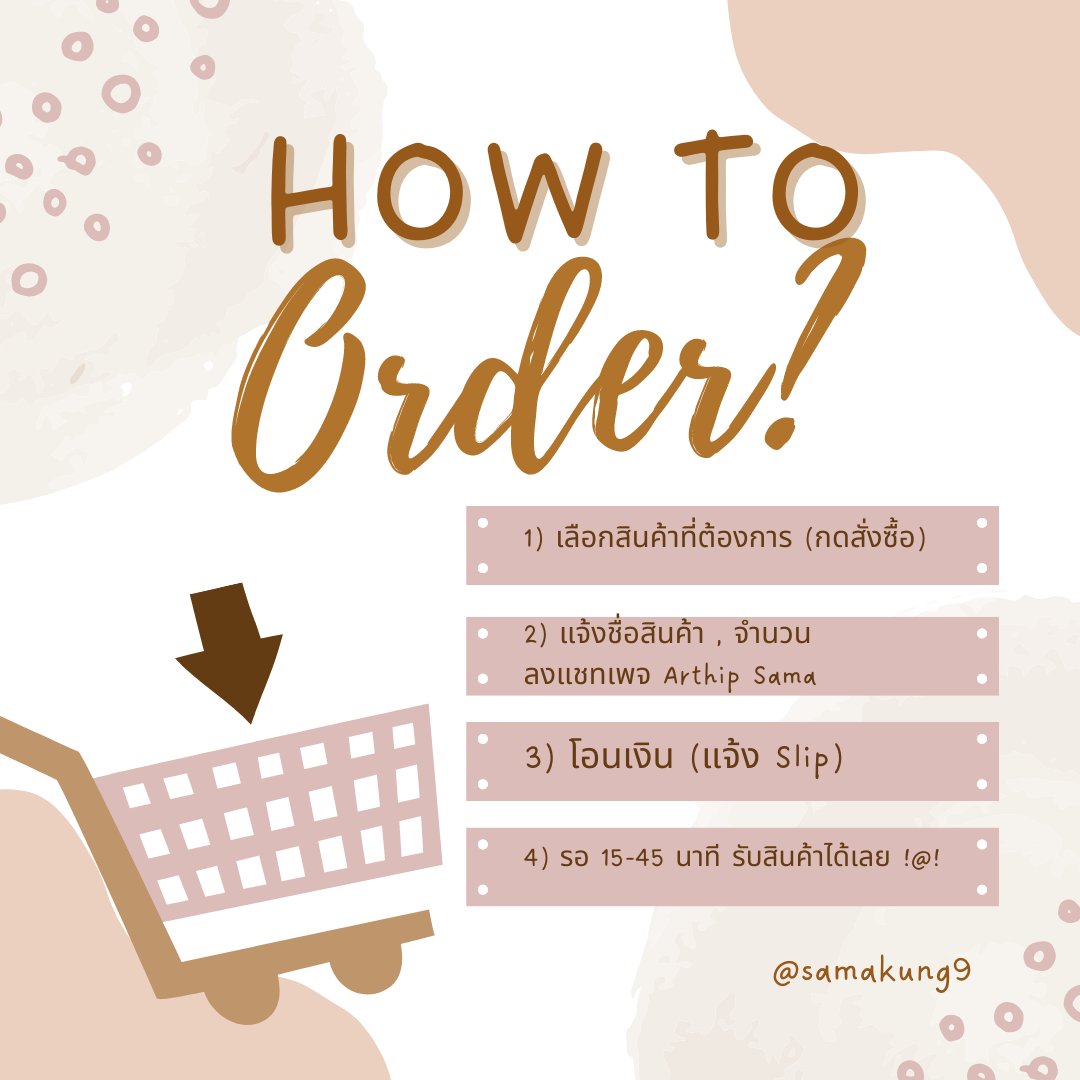 HOW TO
Order?
1) เลือกสินค้าที่ต้องการ (กดสั่งซื้อ)
2) แจ้งชื่อสินค้า , จำนวน
ลงแชทเพจ Arthip Sama
3) โอนเงิน (แจ้ง Slip)
4) รอ 15-45 นาที รับสินค้าได้เลย !@!
@samakung9